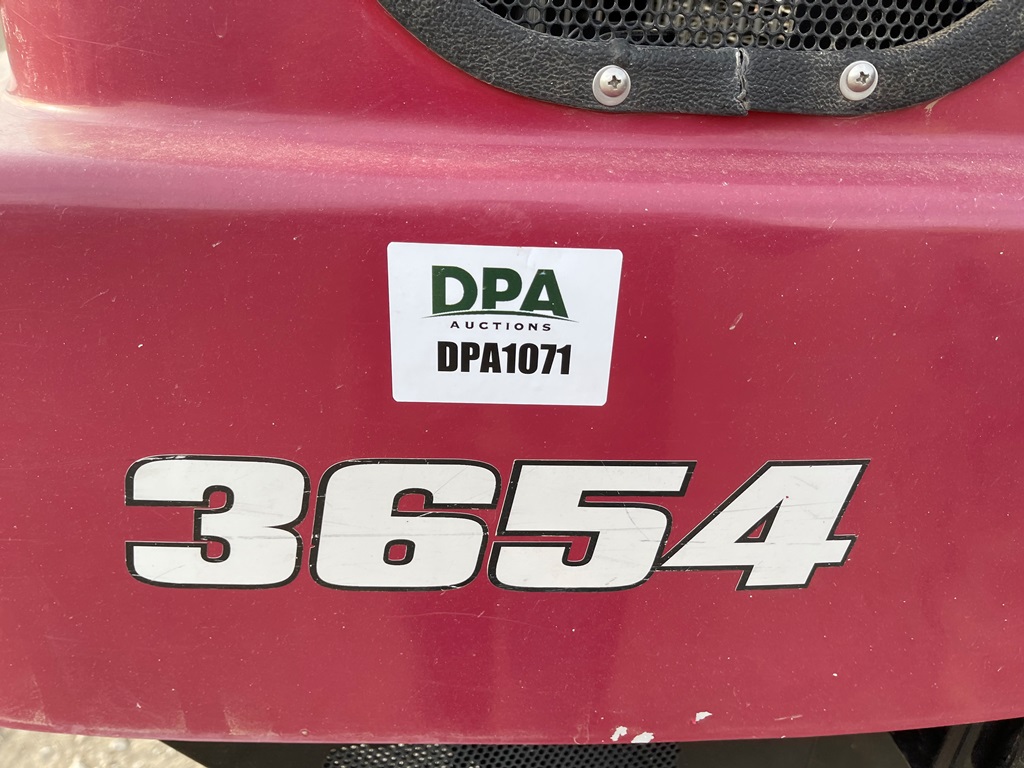 DPA
AUCTIONS
DPA1071
3654